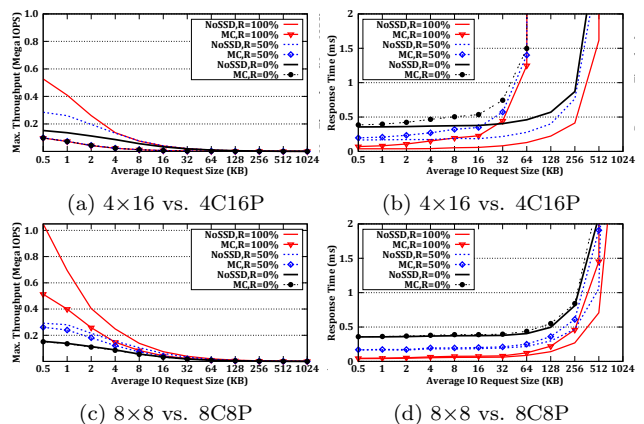 Max. Throughput (Mega IOPS)
1.0
0.8
0.6
0.4
0.2
NoSSD,R=100%
MC,R=100%
NoSSD,R=50%
MC,R=50%
NoSSD,R=0%
MC,R=0%
0.5 1 2 4 8 16 32 64 128 256 512 1024
Average IO Request Size (KB)
(a) 4×16 vs. 4C16P
Response Time (ms)
2
1.5
1
0.5
0
NoSSD,R=100%
MC,R=100%
NoSSD,R=50%
MC,R=50%
NoSSD,R=0%
MC,R=0%
0.5 1 2 4 8 16 32 64 128 256 512 1024
Average IO Request Size (KB)
(b) 4×16 vs. 4C16P
Max. Throughput (Mega IOPS)
1.0
0.8
0.6
0.4
0.2
NoSSD,R=100%
MC,R=100%
NoSSD,R=50%
MC,R=50%
NoSSD,R=0%
MC,R=0%
0.5 1 2 4 8 16 32 64 128 256 512 1024
Average IO Request Size (KB)
(c) 8×8 vs. 8C8P
Response Time (ms)
2
1.5
1
0.5
0
NoSSD,R=100%
MC,R=100%
NoSSD,R=50%
MC,R=50%
NoSSD,R=0%
MC,R=0%
0.5 1 2 4 8 16 32 64 128 256 512 1024
Average IO Request Size (KB)
(d) 8×8 vs. 8C8P